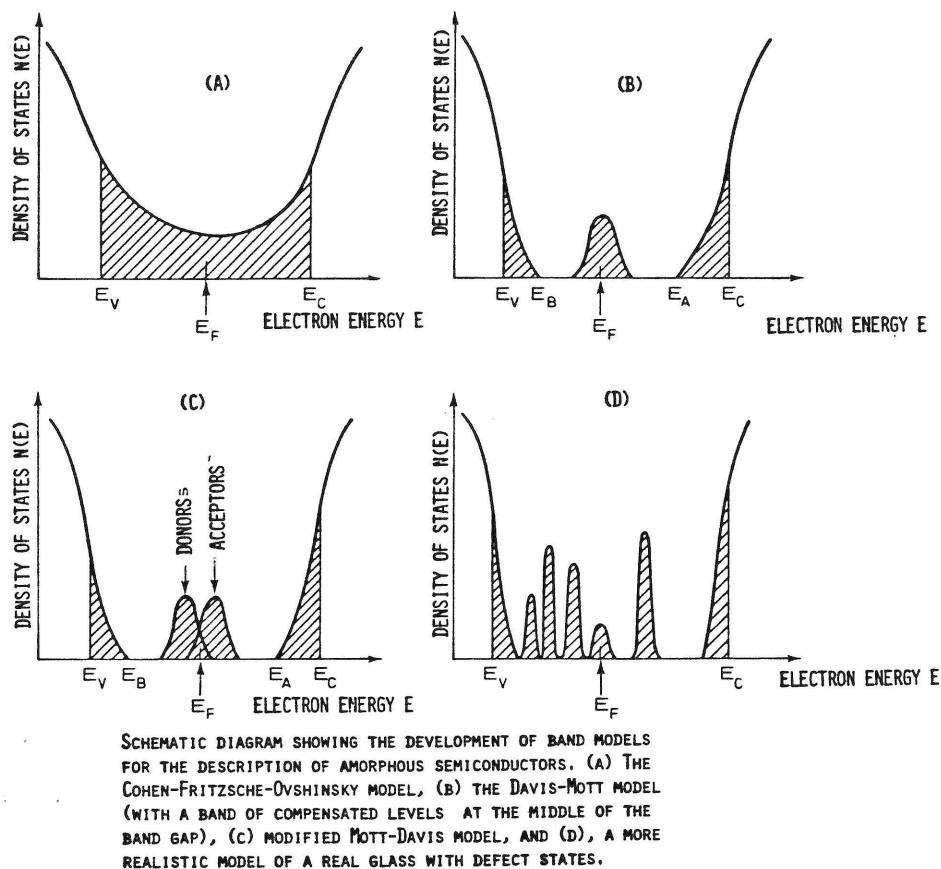 DENSITY OF STATES N(E)
(A)
E_V
E_C
E_F
ELECTRON ENERGY E
DENSITY OF STATES N(E)
(B)
E_V
E_B
E_A
E_C
E_F
ELECTRON ENERGY E
DENSITY OF STATES N(E)
(C)
DONORS
ACCEPTORS
E_V
E_B
E_A
E_C
E_F
ELECTRON ENERGY E
DENSITY OF STATES N(E)
(D)
E_V
E_C
E_F
ELECTRON ENERGY E
SCHEMATIC DIAGRAM SHOWING THE DEVELOPMENT OF BAND MODELS
FOR THE DESCRIPTION OF AMORPHOUS SEMICONDUCTORS. (A) THE
COHEN-FRITZSCHE-OVSHINSKY MODEL, (B) THE DAVIS-MOTT MODEL
(WITH A BAND OF COMPENSATED LEVELS AT THE MIDDLE OF THE
BAND GAP), (C) MODIFIED MOTT-DAVIS MODEL, AND (D), A MORE
REALISTIC MODEL OF A REAL GLASS WITH DEFECT STATES.